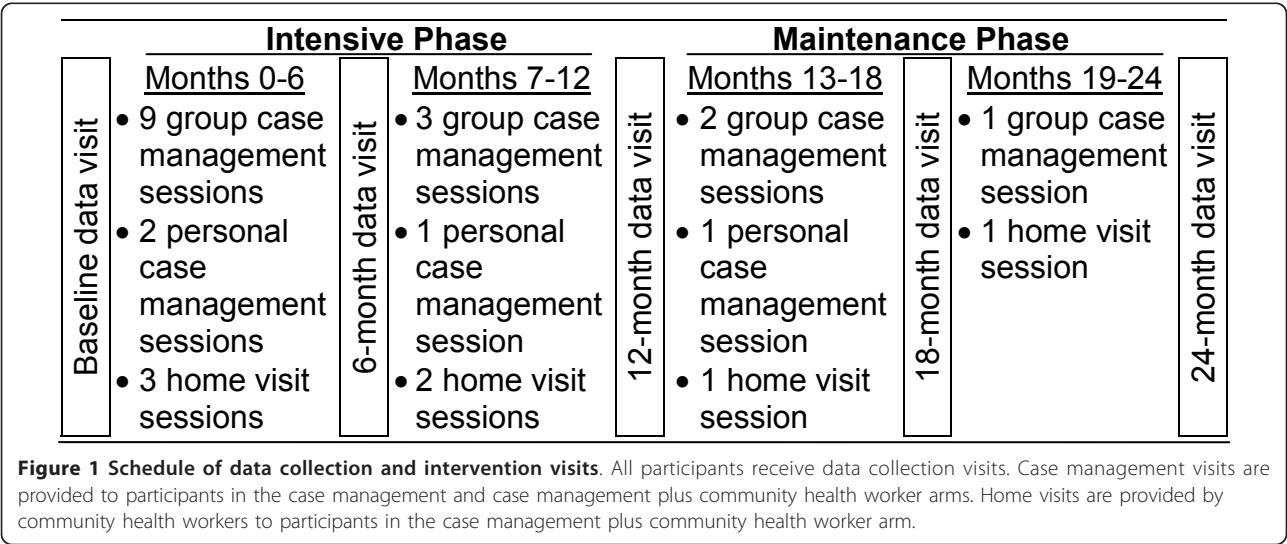 Intensive Phase
Maintenance Phase
Baseline data visit
Months 0-6
• 9 group case
management
sessions
• 2 personal
case
management
sessions
• 3 home visit
sessions
6-month data visit
Months 7-12
• 3 group case
management
sessions
• 1 personal
case
management
session
• 2 home visit
sessions
12-month data visit
Months 13-18
• 2 group case
management
sessions
• 1 personal
case
management
session
• 1 home visit
session
18-month data visit
Months 19-24
• 1 group case
management
session
• 1 home visit
session
24-month data visit
Figure 1 Schedule of data collection and intervention visits. All participants receive data collection visits. Case management visits are
provided to participants in the case management and case management plus community health worker arms. Home visits are provided by
community health workers to participants in the case management plus community health worker arm.